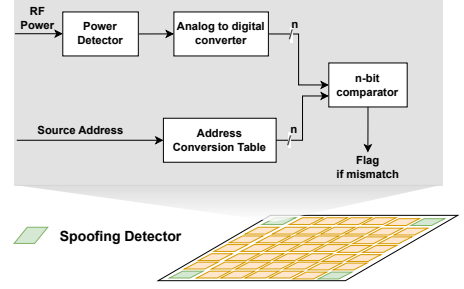 RF
Power
Power
Detector
Analog to digital
converter
n
n-bit
comparator
Source Address
Address
Conversion Table
n
Flag
if mismatch
Spoofing Detector